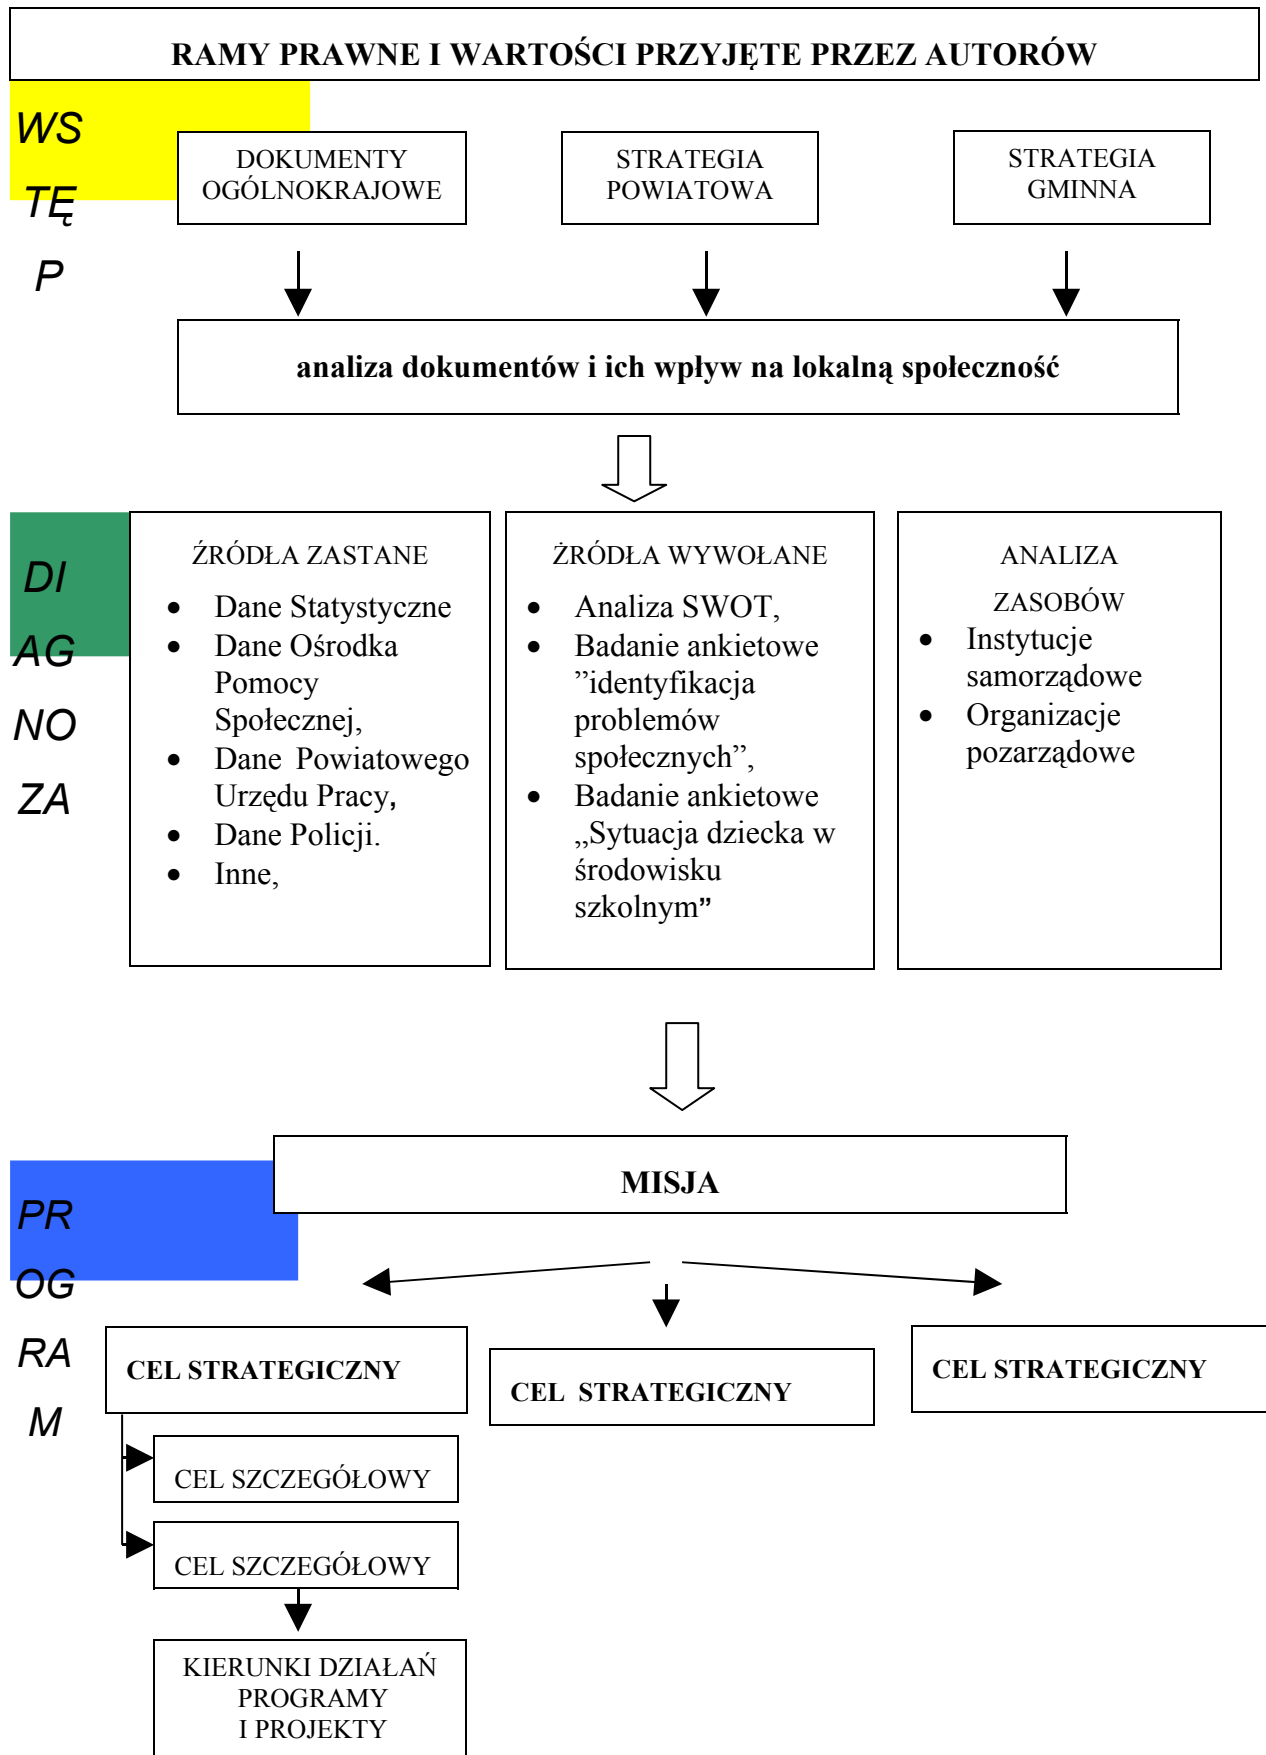 RAMY PRAWNE I WARTOŚCI PRZYJĘTE PRZEZ AUTORÓW
WS
TĘ
P
DOKUMENTY
OGÓLNOKRAJOWE
STRATEGIA
POWIATOWA
STRATEGIA
GMINNA
analiza dokumentów i ich wpływ na lokalną społeczność
DI
AG
NO
ZA
ŹRÓDŁA ZASTANE
• Dane Statystyczne
• Dane Ośrodka
Pomocy
Społecznej,
• Dane Powiatowego
Urzędu Pracy,
• Dane Policji.
• Inne,
ŻRÓDŁA WYWOŁANE
• Analiza SWOT,
• Badanie ankietowe
”identyfikacja
problemów
społecznych”,
• Badanie ankietowe
„Sytuacja dziecka w
środowisku
szkolnym”
ANALIZA
ZASOBÓW
• Instytucje
samorządowe
• Organizacje
pozarządowe
MISJA
PR
OG
RA
M
CEL STRATEGICZNY
CEL STRATEGICZNY
CEL STRATEGICZNY
CEL SZCZEGÓŁOWY
CEL SZCZEGÓŁOWY
KIERUNKI DZIAŁAŃ
PROGRAMY
I PROJEKTY